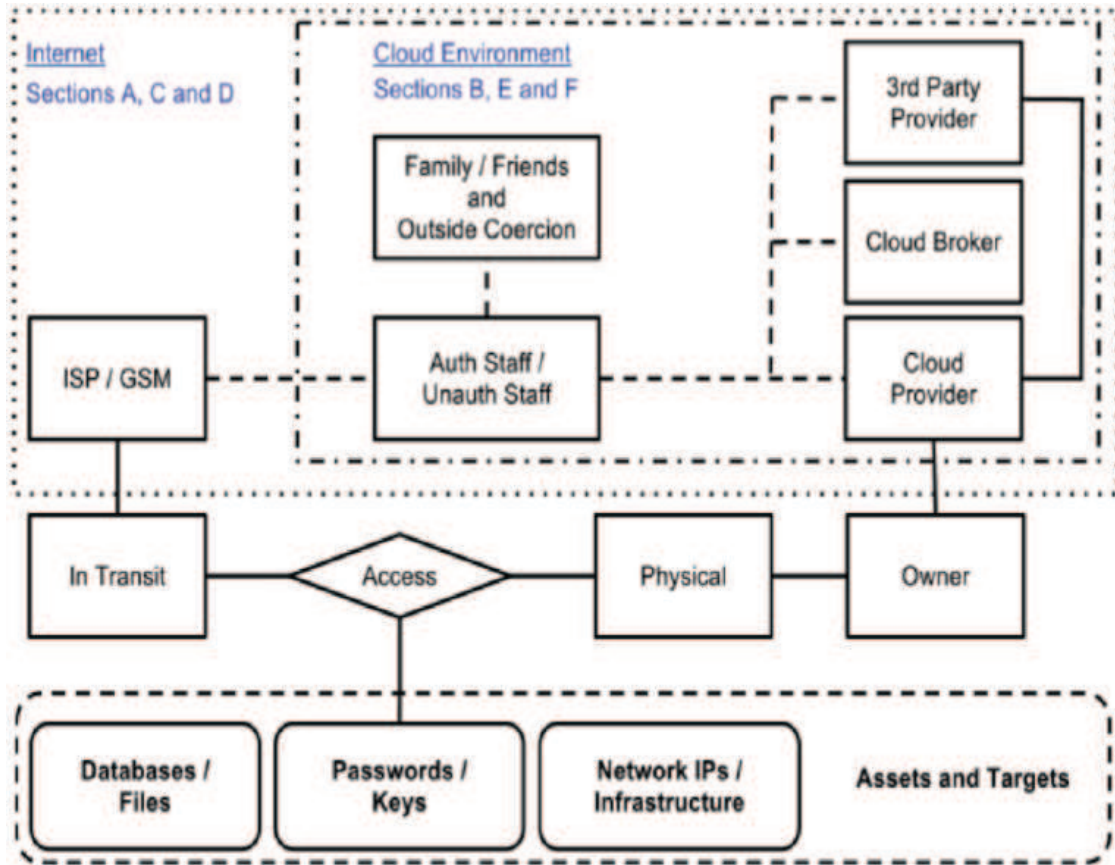 Internet
Sections A, C and D
Cloud Environment
Sections B, E and F
3rd Party
Provider
Family / Friends
and
Outside Coercion
Cloud Broker
ISP / GSM
Auth Staff /
Unauth Staff
Cloud
Provider
In Transit
Access
Physical
Owner
Databases /
Files
Passwords /
Keys
Network IPs /
Infrastructure
Assets and Targets